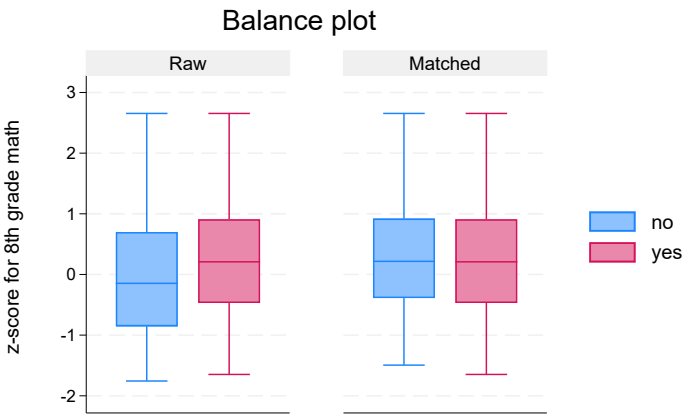 Balance plot
Raw
Matched
z-score for 8th grade math
3
2
1
0
-1
-2
no
yes